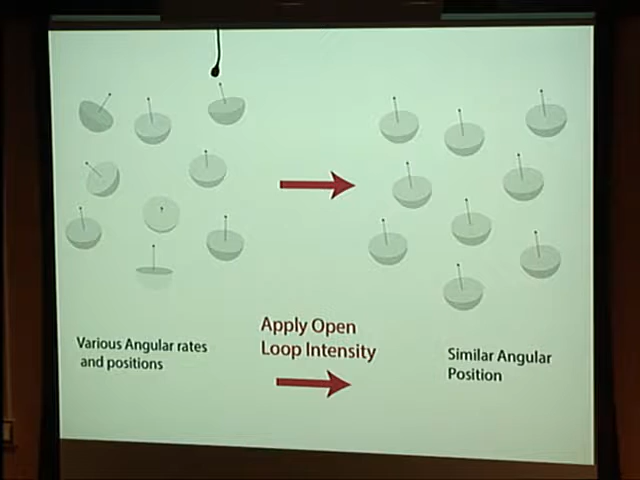 Various Angular rates
and positions
Apply Open
Loop Intensity
Similar Angular
Position